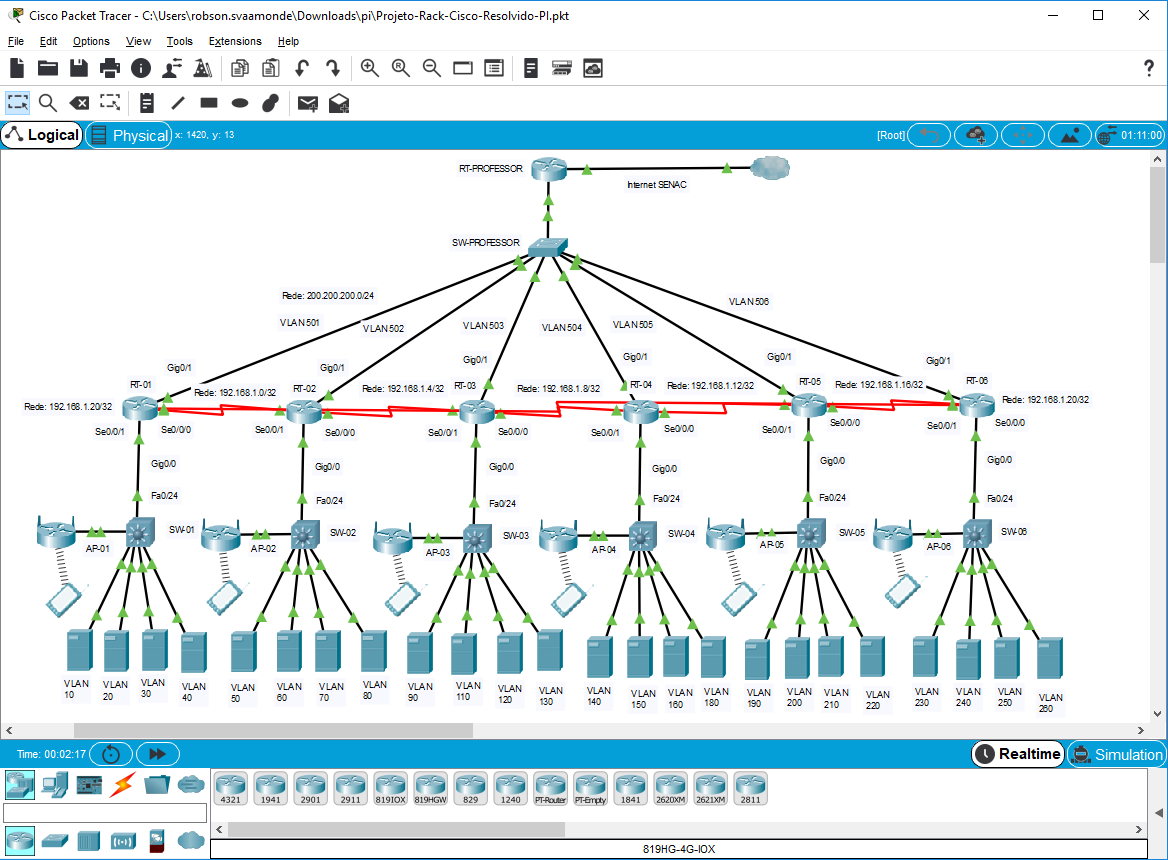 Cisco Packet Tracer - C:\Users\robson.svaamonde\Downloads\pi\Projeto-Rack-Cisco-Resolvido-PI.pkt
File Edit Options View Tools Extensions Help
Logical Physical x: 1420, y: 13 [Root] 01:11:00
RT-PROFESSOR
Internet SENAC
SW-PROFESSOR
Rede: 200.200.200.0/24
VLAN 501
VLAN 502
VLAN 503
VLAN 504
VLAN 505
VLAN 506
Gig0/1
Gig0/1
Gig0/1
Gig0/1
Gig0/1
Gig0/1
RT-01
RT-02
RT-03
RT-04
RT-05
RT-06
Rede: 192.168.1.20/32
Rede: 192.168.1.0/32
Rede: 192.168.1.4/32
Rede: 192.168.1.8/32
Rede: 192.168.1.12/32
Rede: 192.168.1.16/32
Rede: 192.168.1.20/32
Se0/0/1 Se0/0/0
Se0/0/1 Se0/0/0
Se0/0/1 Se0/0/0
Se0/0/1 Se0/0/0
Se0/0/1 Se0/0/0
Se0/0/1 Se0/0/0
Gig0/0
Gig0/0
Gig0/0
Gig0/0
Gig0/0
Gig0/0
Fa0/24
Fa0/24
Fa0/24
Fa0/24
Fa0/24
Fa0/24
SW-01
SW-02
SW-03
SW-04
SW-05
SW-06
AP-01
AP-02
AP-03
AP-04
AP-05
AP-06
VLAN
10
VLAN
20
VLAN
30
VLAN
40
VLAN
50
VLAN
60
VLAN
70
VLAN
80
VLAN
90
VLAN
110
VLAN
120
VLAN
130
VLAN
140
VLAN
150
VLAN
160
VLAN
180
VLAN
190
VLAN
200
VLAN
210
VLAN
220
VLAN
230
VLAN
240
VLAN
250
VLAN
260
Time: 00:02:17
Realtime Simulation
4321 1941 2901 2911 819IOX 819HGW 829 1240 PT-Router PT-Empty 1841 2620XM 2621XM 2811
819HG-4G-IOX